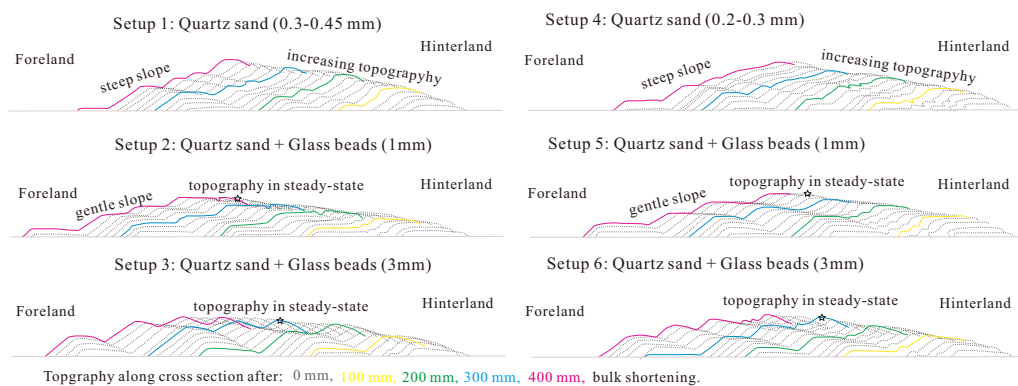 Setup 1: Quartz sand (0.3-0.45 mm)
Foreland
Hinterland
steep slope
increasing topograpyhy
Setup 4: Quartz sand (0.2-0.3 mm)
Foreland
Hinterland
steep slope
increasing topograpyhy
Setup 2: Quartz sand + Glass beads (1mm)
Foreland
Hinterland
gentle slope
topography in steady-state
Setup 5: Quartz sand + Glass beads (1mm)
Foreland
Hinterland
gentle slope
topography in steady-state
Setup 3: Quartz sand + Glass beads (3mm)
Foreland
Hinterland
topography in steady-state
Setup 6: Quartz sand + Glass beads (3mm)
Foreland
Hinterland
topography in steady-state
Topgraphy along cross section after: 0 mm, 100 mm, 200 mm, 300 mm, 400 mm, bulk shortening.